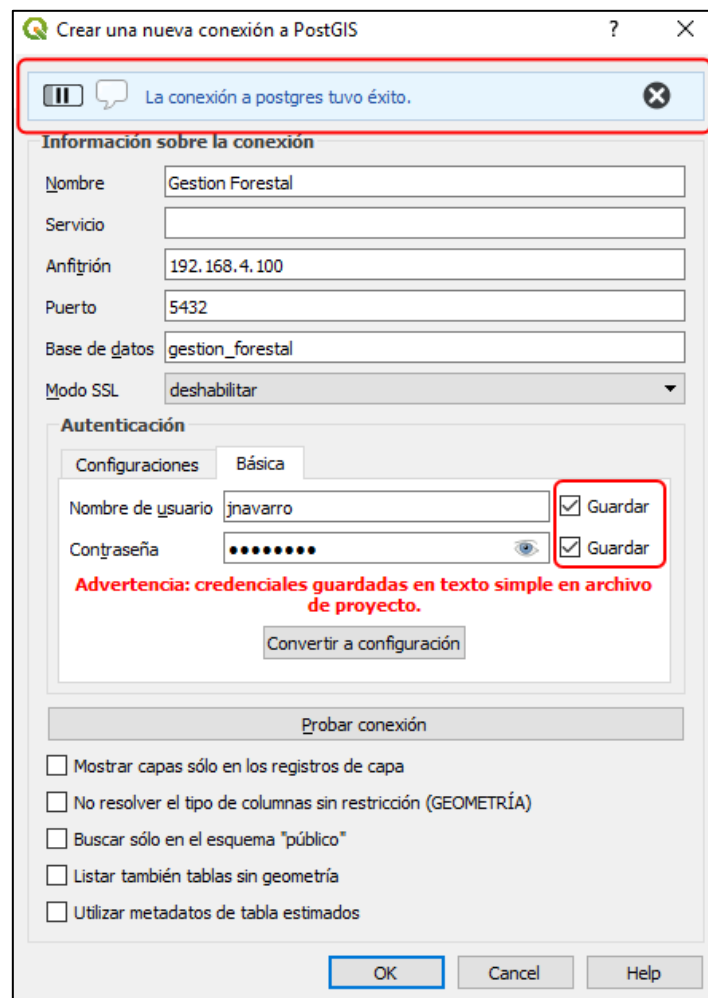 Crear una nueva conexión a PostGIS ?
La conexión a postgres tuvo éxito.
Información sobre la conexión
Nombre Gestion Forestal
Servicio
Anfitrión 192.168.4.100
Puerto 5432
Base de datos gestion_forestal
Modo SSL deshabilitar
Autenticación
Configuraciones Básica
Nombre de usuario jnavarro Guardar
Contraseña ●●●●●●●● Guardar
Advertencia: credenciales guardadas en texto simple en archivo
de proyecto.
Convertir a configuración
Probar conexión
Mostrar capas sólo en los registros de capa
No resolver el tipo de columnas sin restricción (GEOMETRÍA)
Buscar sólo en el esquema "público"
Listar también tablas sin geometría
Utilizar metadatos de tabla estimados
OK Cancel Help